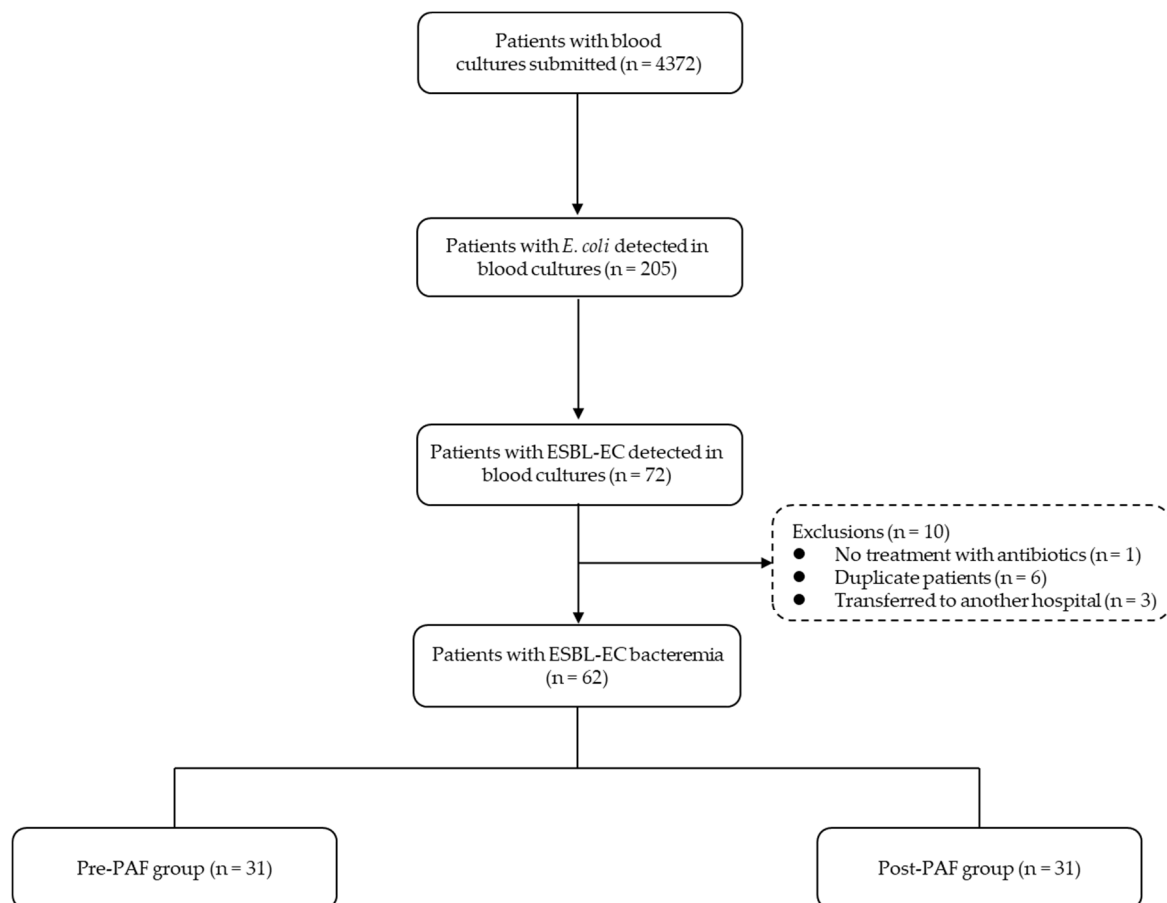 Patients with blood
cultures submitted (n = 4372)
Patients with E. coli detected in
blood cultures (n = 205)
Patients with ESBL-EC detected in
blood cultures (n = 72)
Exclusions (n = 10)
● No treatment with antibiotics (n = 1)
● Duplicate patients (n = 6)
● Transferred to another hospital (n = 3)
Patients with ESBL-EC bacteremia
(n = 62)
Pre-PAF group (n = 31)
Post-PAF group (n = 31)